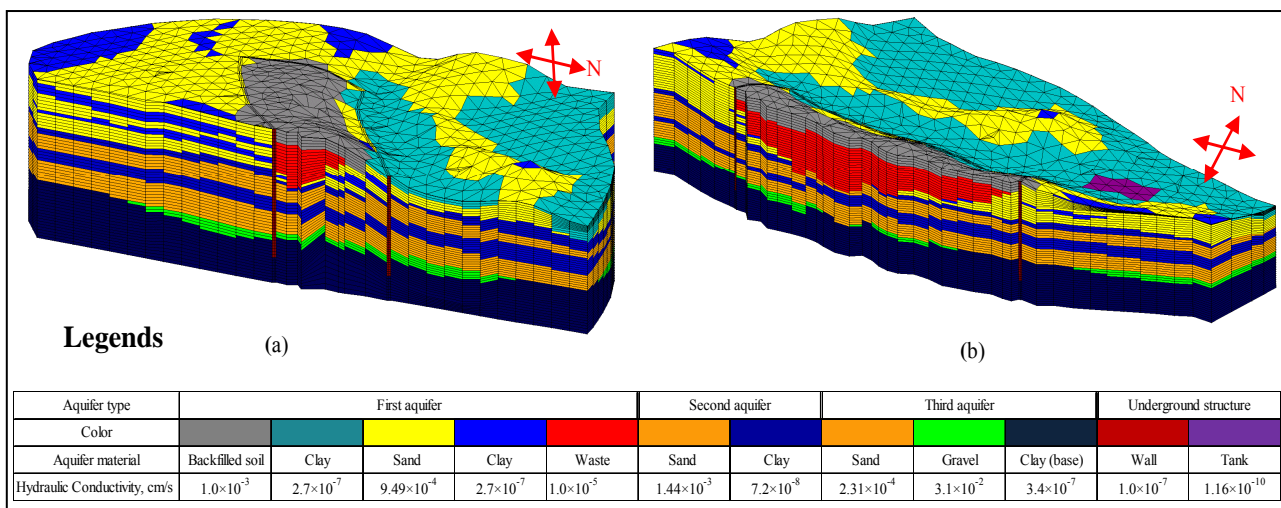 N
N
Legends
(a)
(b)
Aquifer type First aquifer Second aquifer Third aquifer Underground structure
Color
Aquifer material Backfilled soil Clay Sand Clay Waste Sand Clay Sand Gravel Clay (base) Wall Tank
Hydraulic Conductivity, cm/s 1.0×10⁻³ 2.7×10⁻⁷ 9.49×10⁻⁴ 2.7×10⁻⁷ 1.0×10⁻⁵ 1.44×10⁻³ 7.2×10⁻⁸ 2.31×10⁻⁴ 3.1×10⁻² 3.4×10⁻⁷ 1.0×10⁻⁷ 1.16×10⁻¹⁰